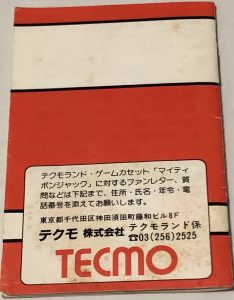 テクモランド・ゲームカセット「マイティ
ボンジャック」に対するファンレター、質
問などは下記まで、住所・氏名・年令・電
話番号を添えてお願いします。
東京都千代田区神田須田町藤和ビル8F
テクモ 株式会社 テクモランド係
☎03(256)2525
TECMO